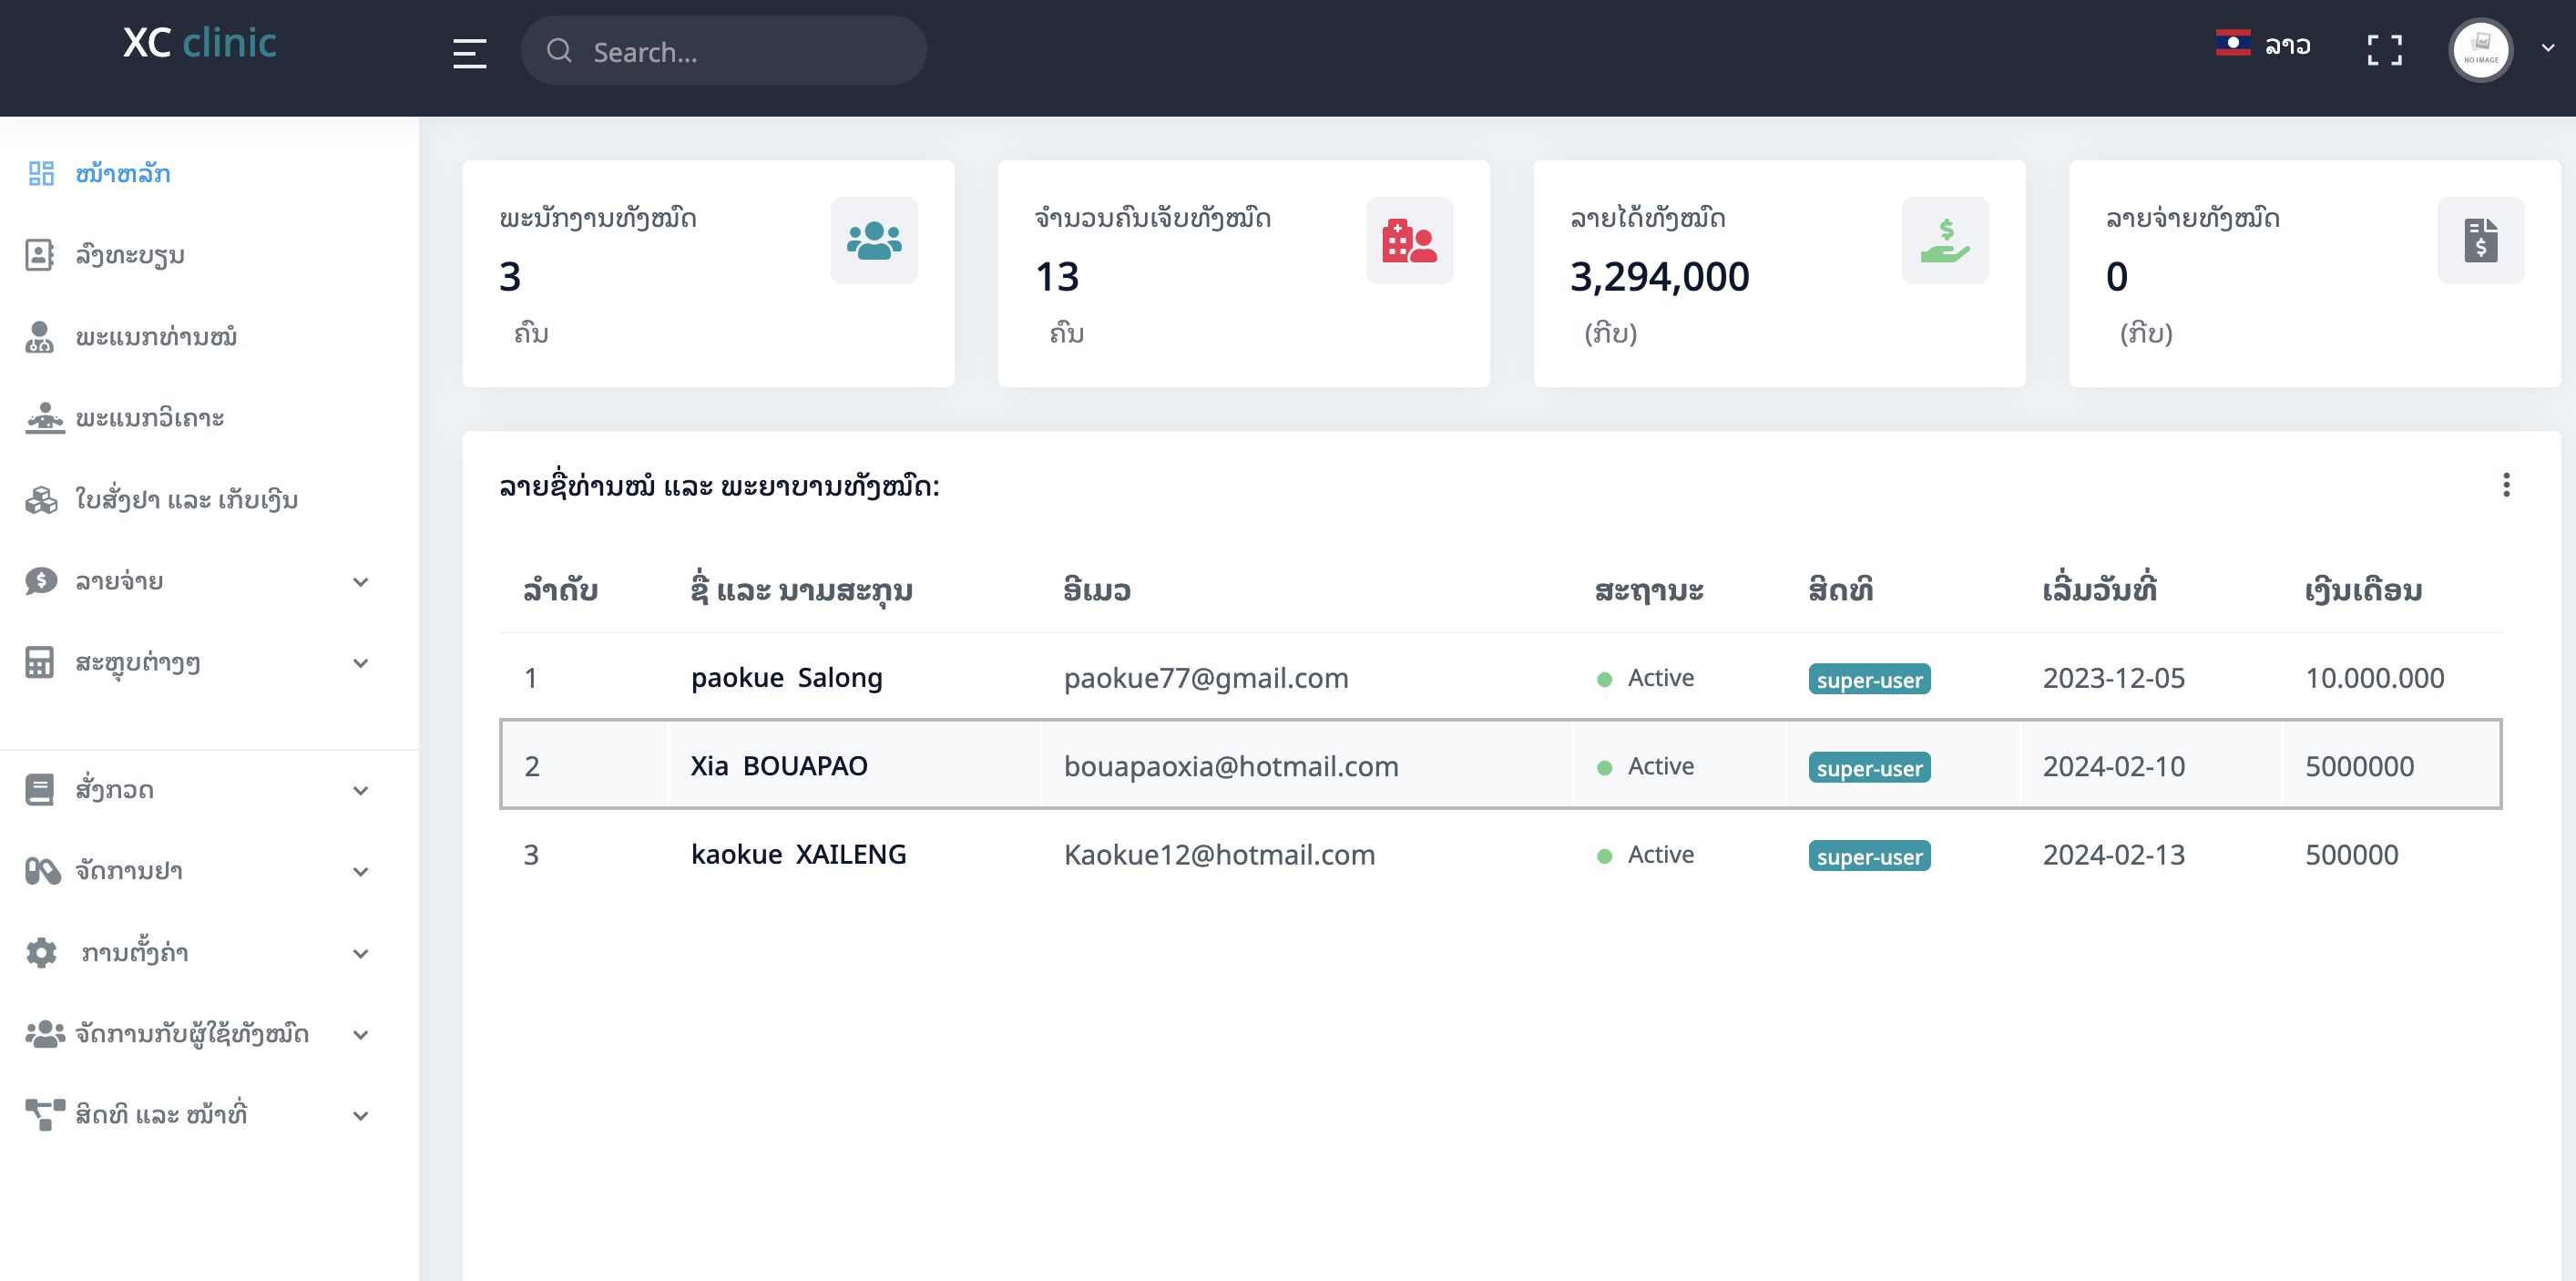 XC clinic
Search...
ລາວ
NO IMAGE
ໜ້າຫລັກ
ລົງທະບຽນ
ພະແນກທ່ານໝໍ
ພະແນກວິເຄາະ
ໃບສັ່ງຢາ ແລະ ເກັບເງິນ
ລາຍຈ່າຍ
ສະຫຼຸບຕ່າງໆ
ສັ່ງກວດ
ຈັດການຢາ
ການຕັ້ງຄ່າ
ຈັດການກັບຜູ້ໃຊ້ທັງໝົດ
ສິດທິ ແລະ ໜ້າທີ່
ພະນັກງານທັງໝົດ
3
ຄົນ
ຈຳນວນຄົນເຈັບທັງໝົດ
13
ຄົນ
ລາຍໄດ້ທັງໝົດ
3,294,000
(ກີບ)
ລາຍຈ່າຍທັງໝົດ
0
(ກີບ)
ລາຍຊື່ທ່ານໝໍ ແລະ ພະຍາບານທັງໝົດ:
ລຳດັບ ຊື່ ແລະ ນາມສະກຸນ ອີເມວ ສະຖານະ ສິດທິ ເລີ່ມວັນທີ່ ເງິນເດືອນ
1 paokue Salong paokue77@gmail.com Active super-user 2023-12-05 10.000.000
2 Xia BOUAPAO bouapaoxia@hotmail.com Active super-user 2024-02-10 5000000
3 kaokue XAILENG Kaokue12@hotmail.com Active super-user 2024-02-13 500000